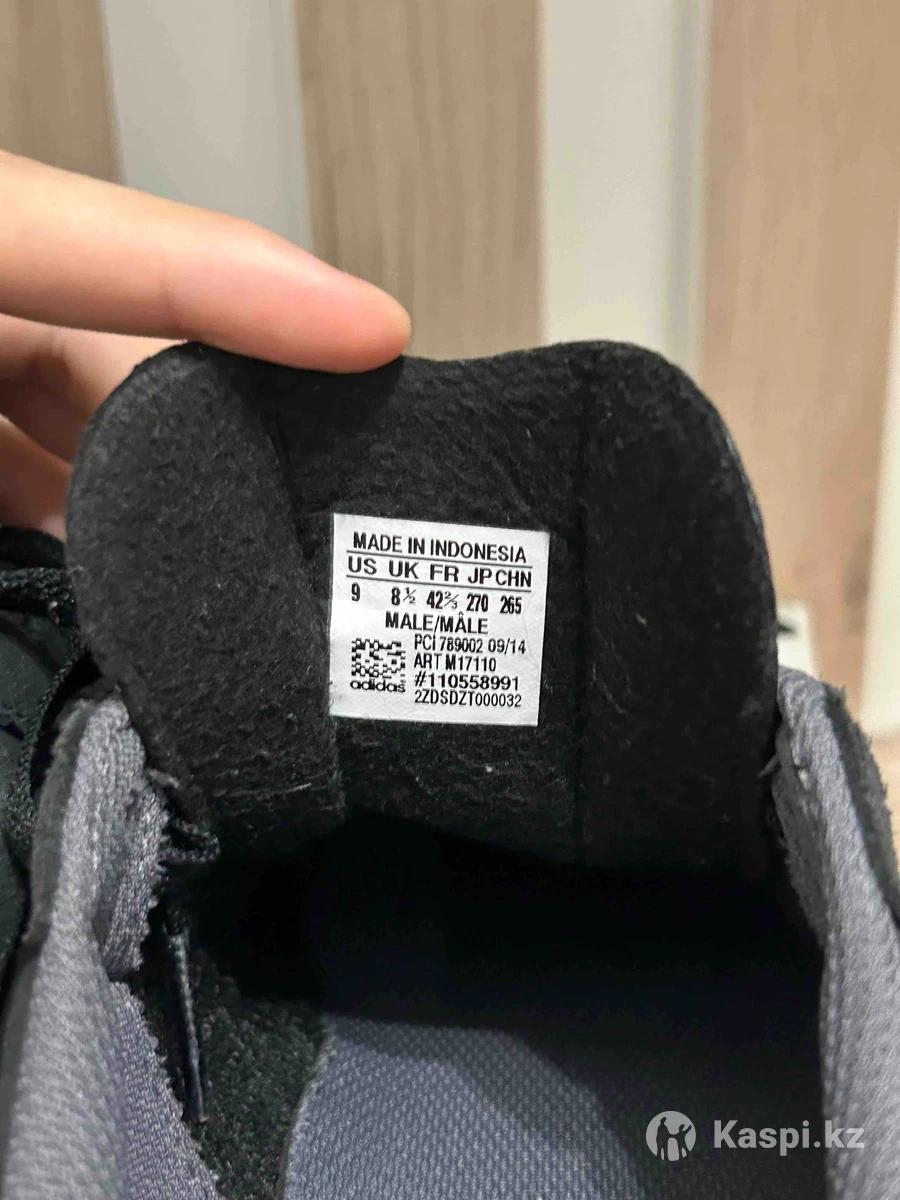 MADE IN INDONESIA
US UK FR JP CHN
9 8½ 42⅔ 270 265
MALE/MÂLE
PCI 789002 09/14
ART M17110
#110558991
adidas
2ZDSDZT000032
Kaspi.kz